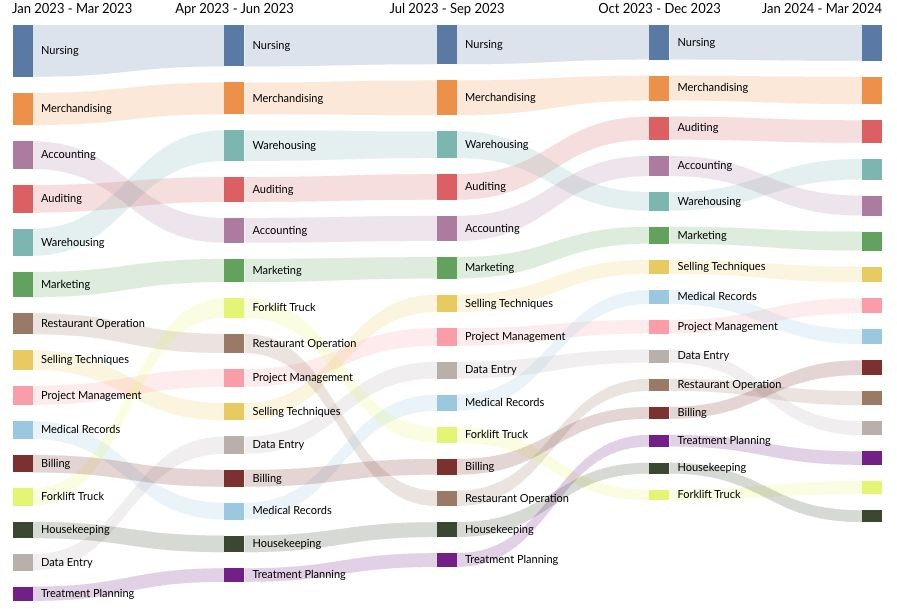 Jan 2023 - Mar 2023
Apr 2023 - Jun 2023
Jul 2023 - Sep 2023
Oct 2023 - Dec 2023
Jan 2024 - Mar 2024
Nursing
Merchandising
Accounting
Auditing
Warehousing
Marketing
Restaurant Operation
Selling Techniques
Project Management
Medical Records
Billing
Forklift Truck
Housekeeping
Data Entry
Treatment Planning
Nursing
Merchandising
Warehousing
Auditing
Accounting
Marketing
Forklift Truck
Restaurant Operation
Project Management
Selling Techniques
Data Entry
Billing
Medical Records
Housekeeping
Treatment Planning
Nursing
Merchandising
Warehousing
Auditing
Accounting
Marketing
Selling Techniques
Project Management
Data Entry
Medical Records
Forklift Truck
Billing
Restaurant Operation
Housekeeping
Treatment Planning
Nursing
Merchandising
Auditing
Accounting
Warehousing
Marketing
Selling Techniques
Medical Records
Project Management
Data Entry
Restaurant Operation
Billing
Treatment Planning
Housekeeping
Forklift Truck